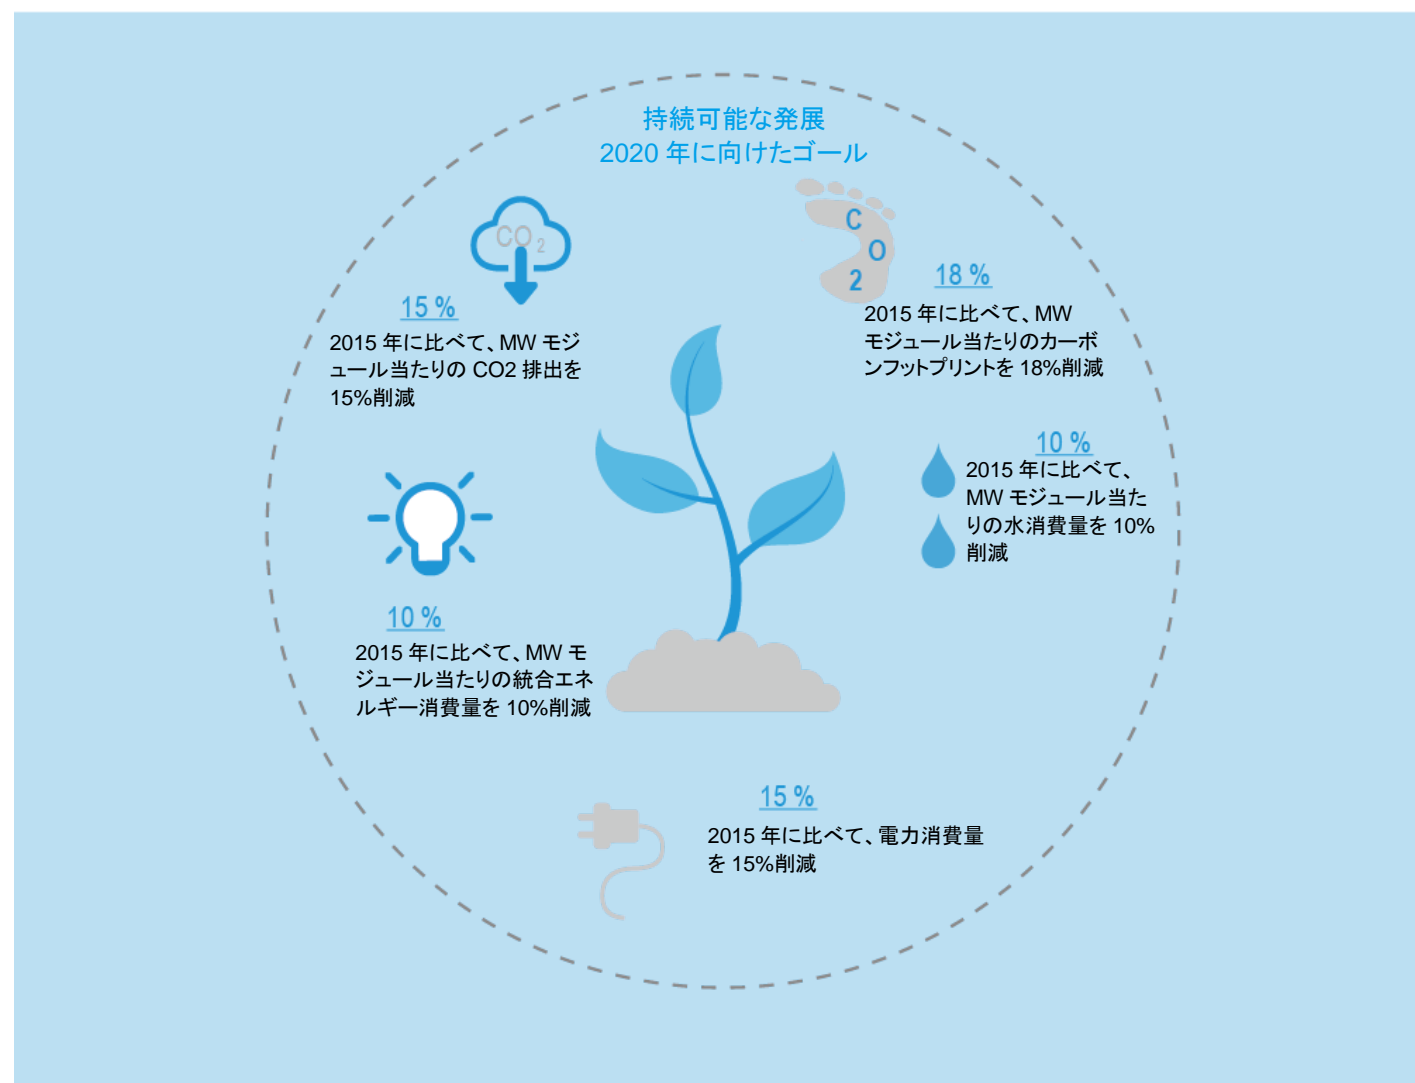 持続可能な発展
2020 年に向けたゴール
CO 2
15 %
2015 年に比べて、MW モジ
ュール当たりの CO2 排出を
15%削減
C
O
2
18 %
2015 年に比べて、MW
モジュール当たりのカーボ
ンフットプリントを 18%削減
10 %
2015 年に比べて、
MW モジュール当た
りの水消費量を 10%
削減
10 %
2015 年に比べて、MW モ
ジュール当たりの統合エネ
ルギー消費量を 10%削減
15 %
2015 年に比べて、電力消費量
を 15%削減